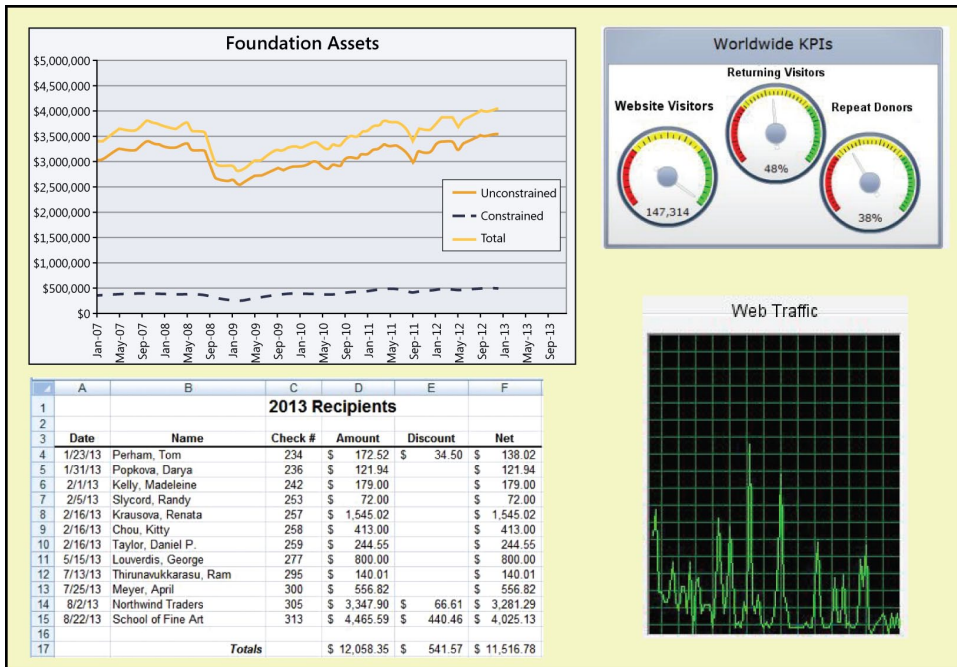 Foundation Assets
$5,000,000
$4,500,000
$4,000,000
$3,500,000
$3,000,000
$2,500,000
$2,000,000
$1,500,000
$1,000,000
$500,000
$0
Unconstrained
Constrained
Total
Jan-07 May-07 Sep-07 Jan-08 May-08 Sep-08 Jan-09 May-09 Sep-09 Jan-10 May-10 Sep-10 Jan-11 May-11 Sep-11 Jan-12 May-12 Sep-12 Jan-13 May-13 Sep-13
Worldwide KPIs
Website Visitors
147,314
Returning Visitors
48%
Repeat Donors
38%
A B C D E F
1 2013 Recipients
2
3 Date Name Check # Amount Discount Net
4 1/23/13 Perham, Tom 234 $ 172.52 $ 34.50 $ 138.02
5 1/31/13 Popkova, Darya 236 $ 121.94 $ 121.94
6 2/1/13 Kelly, Madeleine 242 $ 179.00 $ 179.00
7 2/5/13 Slycord, Randy 253 $ 72.00 $ 72.00
8 2/16/13 Krausova, Renata 257 $ 1,545.02 $ 1,545.02
9 2/16/13 Chou, Kitty 258 $ 413.00 $ 413.00
10 2/16/13 Taylor, Daniel P. 259 $ 244.55 $ 244.55
11 5/15/13 Louverdis, George 277 $ 800.00 $ 800.00
12 7/13/13 Thirunavukkarasu, Ram 295 $ 140.01 $ 140.01
13 7/25/13 Meyer, April 300 $ 556.82 $ 556.82
14 8/2/13 Northwind Traders 305 $ 3,347.90 $ 66.61 $ 3,281.29
15 8/22/13 School of Fine Art 313 $ 4,465.59 $ 440.46 $ 4,025.13
16
17 Totals $ 12,058.35 $ 541.57 $ 11,516.78
Web Traffic